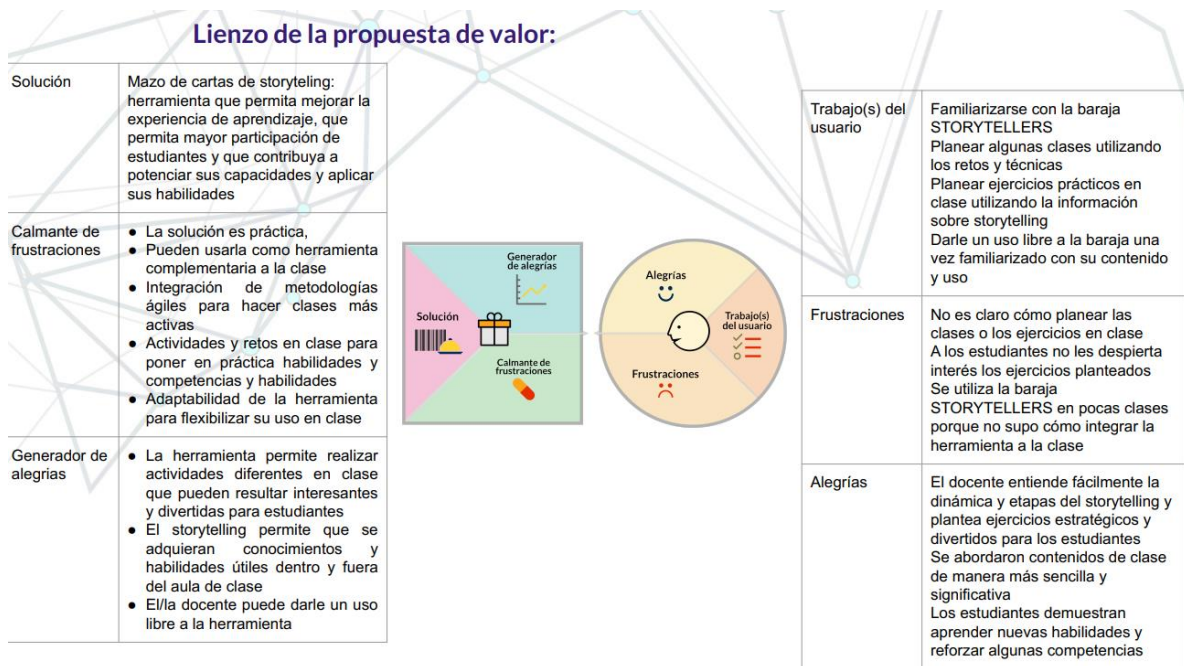 Lienzo de la propuesta de valor:
Solución
Mazo de cartas de storyteling:
herramienta que permita mejorar la
experiencia de aprendizaje, que
permita mayor participación de
estudiantes y que contribuya a
potenciar sus capacidades y aplicar
sus habilidades
Calmante de
frustraciones
● La solución es práctica,
● Pueden usarla como herramienta
complementaria a la clase
● Integración de metodologías
ágiles para hacer clases más
activas
● Actividades y retos en clase para
poner en práctica habilidades y
competencias y habilidades
● Adaptabilidad de la herramienta
para flexibilizar su uso en clase
Generador de
alegrias
● La herramienta permite realizar
actividades diferentes en clase
que pueden resultar interesantes
y divertidas para estudiantes
● El storytelling permite que se
adquieran conocimientos y
habilidades útiles dentro y fuera
del aula de clase
● El/la docente puede darle un uso
libre a la herramienta
Generador
de alegrías
Solución
Calmante de
frustraciones
Alegrías
Trabajo(s)
del usuario
Frustraciones
Trabajo(s) del
usuario
Familiarizarse con la baraja
STORYTELLERS
Planear algunas clases utilizando
los retos y técnicas
Planear ejercicios prácticos en
clase utilizando la información
sobre storytelling
Darle un uso libre a la baraja una
vez familiarizado con su contenido
y uso
Frustraciones
No es claro cómo planear las
clases o los ejercicios en clase
A los estudiantes no les despierta
interés los ejercicios planteados
Se utiliza la baraja
STORYTELLERS en pocas clases
porque no supo cómo integrar la
herramienta a la clase
Alegrías
El docente entiende fácilmente la
dinámica y etapas del storytelling y
plantea ejercicios estratégicos y
divertidos para los estudiantes
Se abordaron contenidos de clase
de manera más sencilla y
significativa
Los estudiantes demuestran
aprender nuevas habilidades y
reforzar algunas competencias